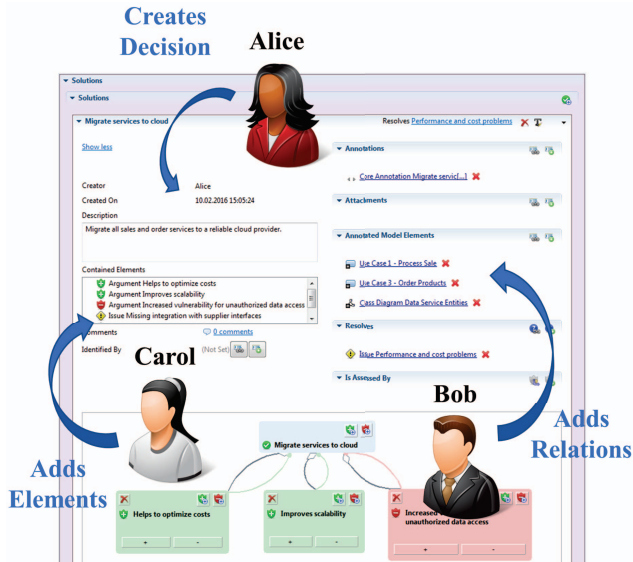 Creates
Decision
Alice
Solutions
Solutions
Migrate services to cloud
Resolves Performance and cost problems
Show less
Annotations
Core Annotation Migrate servic[...]
Creator Alice
Created On 10.02.2016 15:05:24
Attachments
Description
Migrate all sales and order services to a reliable cloud provider.
Annotated Model Elements
Use Case 1 - Process Sale
Use Case 3 - Order Products
Cass Diagram Data Service Entities
Contained Elements
Argument Helps to optimize costs
Argument Improves scalability
Argument Increased vulnerability for unauthorized data access
Issue Missing integration with supplier interfaces
Comments 0 comments
Resolves
Identified By (Not Set)
Issue Performance and cost problems
Is Assessed By
Carol
Bob
Adds
Relations
Adds
Elements
Migrate services to cloud
Helps to optimize costs
Improves scalability
Increased
unauthorized data access
+ -
+ -
+ -